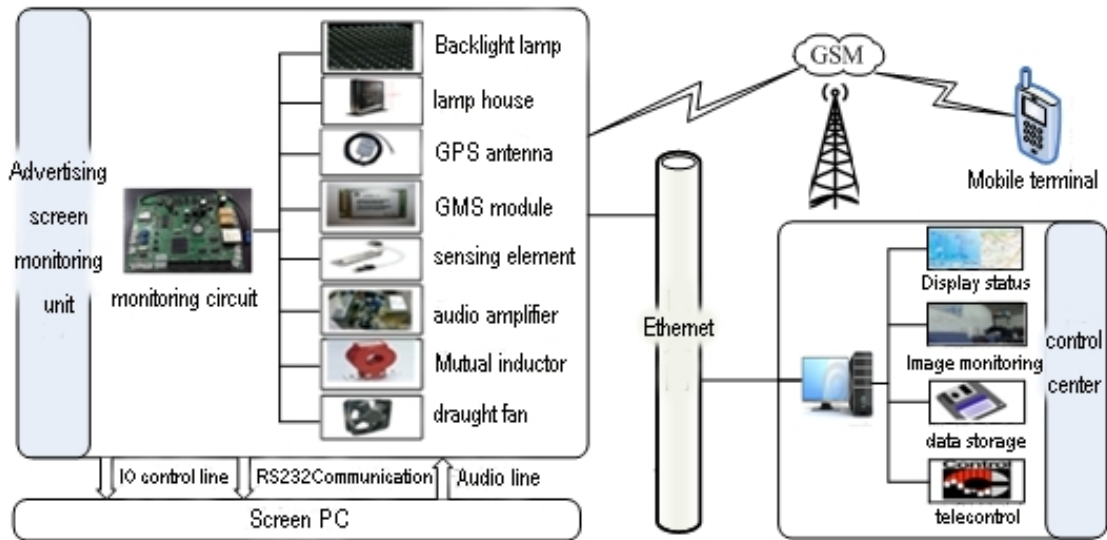 Advertising
screen
monitoring
unit
monitoring circuit
Backlight lamp
lamp house
GPS antenna
GMS module
sensing element
audio amplifier
Mutual inductor
draught fan
IO control line
RS232Communication
Audio line
Screen PC
Ethernet
GSM
Mobile terminal
Display status
Image monitoring
data storage
Control
telecontrol
control
center